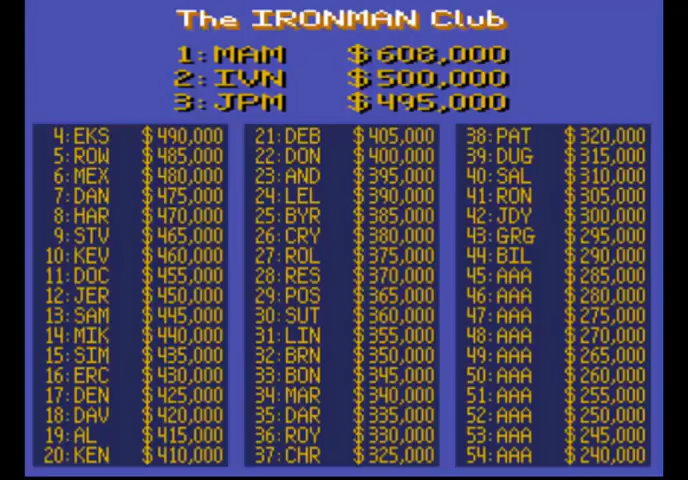 The IRONMAN Club
1: MAM $608,000
2: IVN $500,000
3: JPM $495,000
4: EKS $490,000
5: ROW $485,000
6: MEX $480,000
7: DAN $475,000
8: HAR $470,000
9: STV $465,000
10: KEV $460,000
11: DOC $455,000
12: JER $450,000
13: SAM $445,000
14: MIK $440,000
15: SIM $435,000
16: ERC $430,000
17: DEN $425,000
18: DAV $420,000
19: AL $415,000
20: KEN $410,000
21: DEB $405,000
22: DON $400,000
23: AND $395,000
24: LEL $390,000
25: BYR $385,000
26: CRY $380,000
27: ROL $375,000
28: RES $370,000
29: POS $365,000
30: SUT $360,000
31: LIN $355,000
32: BRN $350,000
33: BON $345,000
34: MAR $340,000
35: DAR $335,000
36: ROY $330,000
37: CHR $325,000
38: PAT $320,000
39: DUG $315,000
40: SAL $310,000
41: RON $305,000
42: JDY $300,000
43: GRG $295,000
44: BIL $290,000
45: AAA $285,000
46: AAA $280,000
47: AAA $275,000
48: AAA $270,000
49: AAA $265,000
50: AAA $260,000
51: AAA $255,000
52: AAA $250,000
53: AAA $245,000
54: AAA $240,000